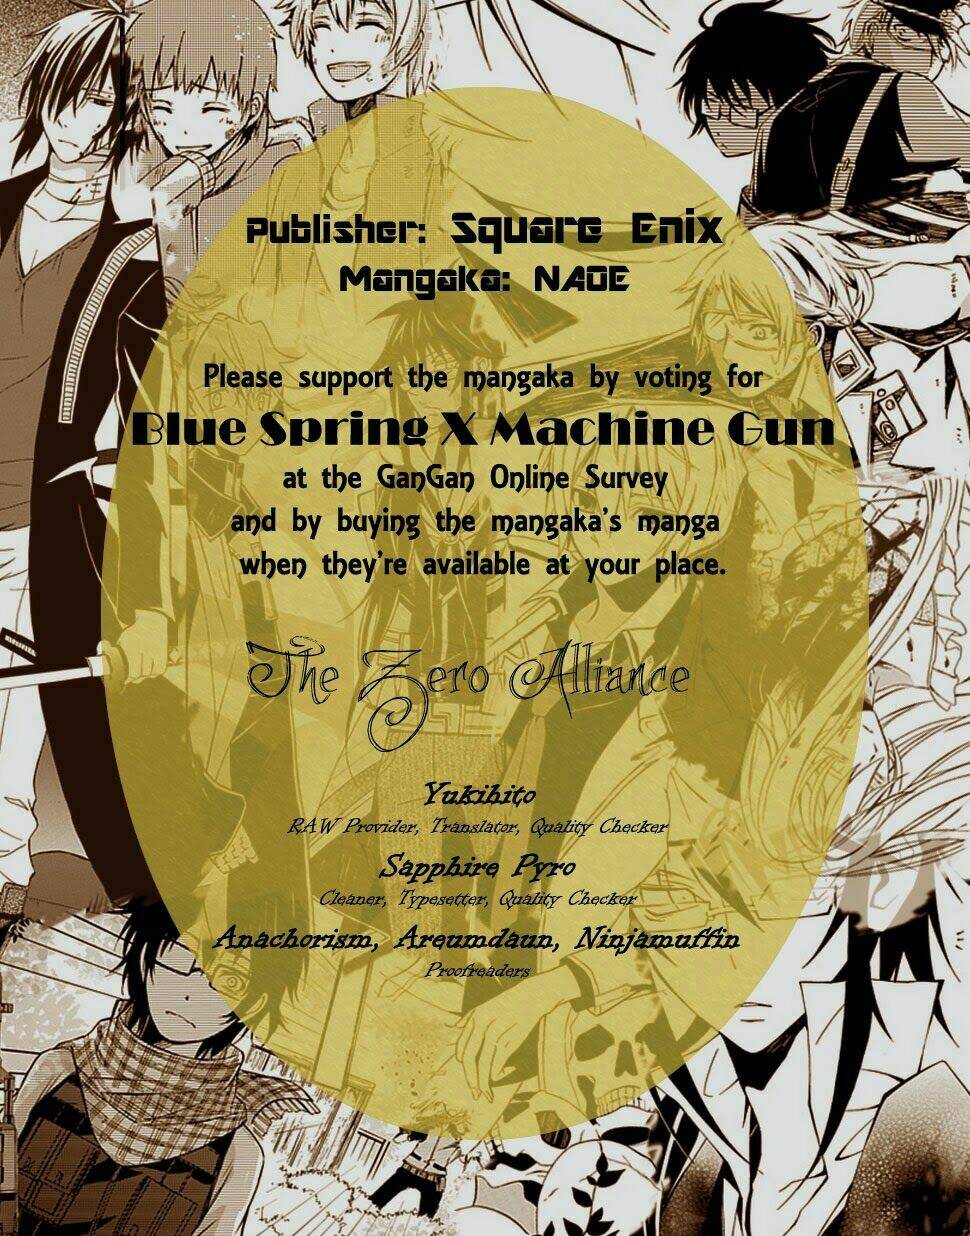 Publisher: Square Enix
Mangaka: NAOE
Please support the mangaka by voting for
Blue Spring X Machine Gun
at the GanGan Online Survey
and by buying the mangaka's manga
when they're available at your place.
The Zero Alliance
Yukihito
RAW Provider, Translator, Quality Checker
Sapphire Pyro
Cleaner, Typesetter, Quality Checker
Anachorism, Areumdaun, Ninjamuffin
Proofreaders